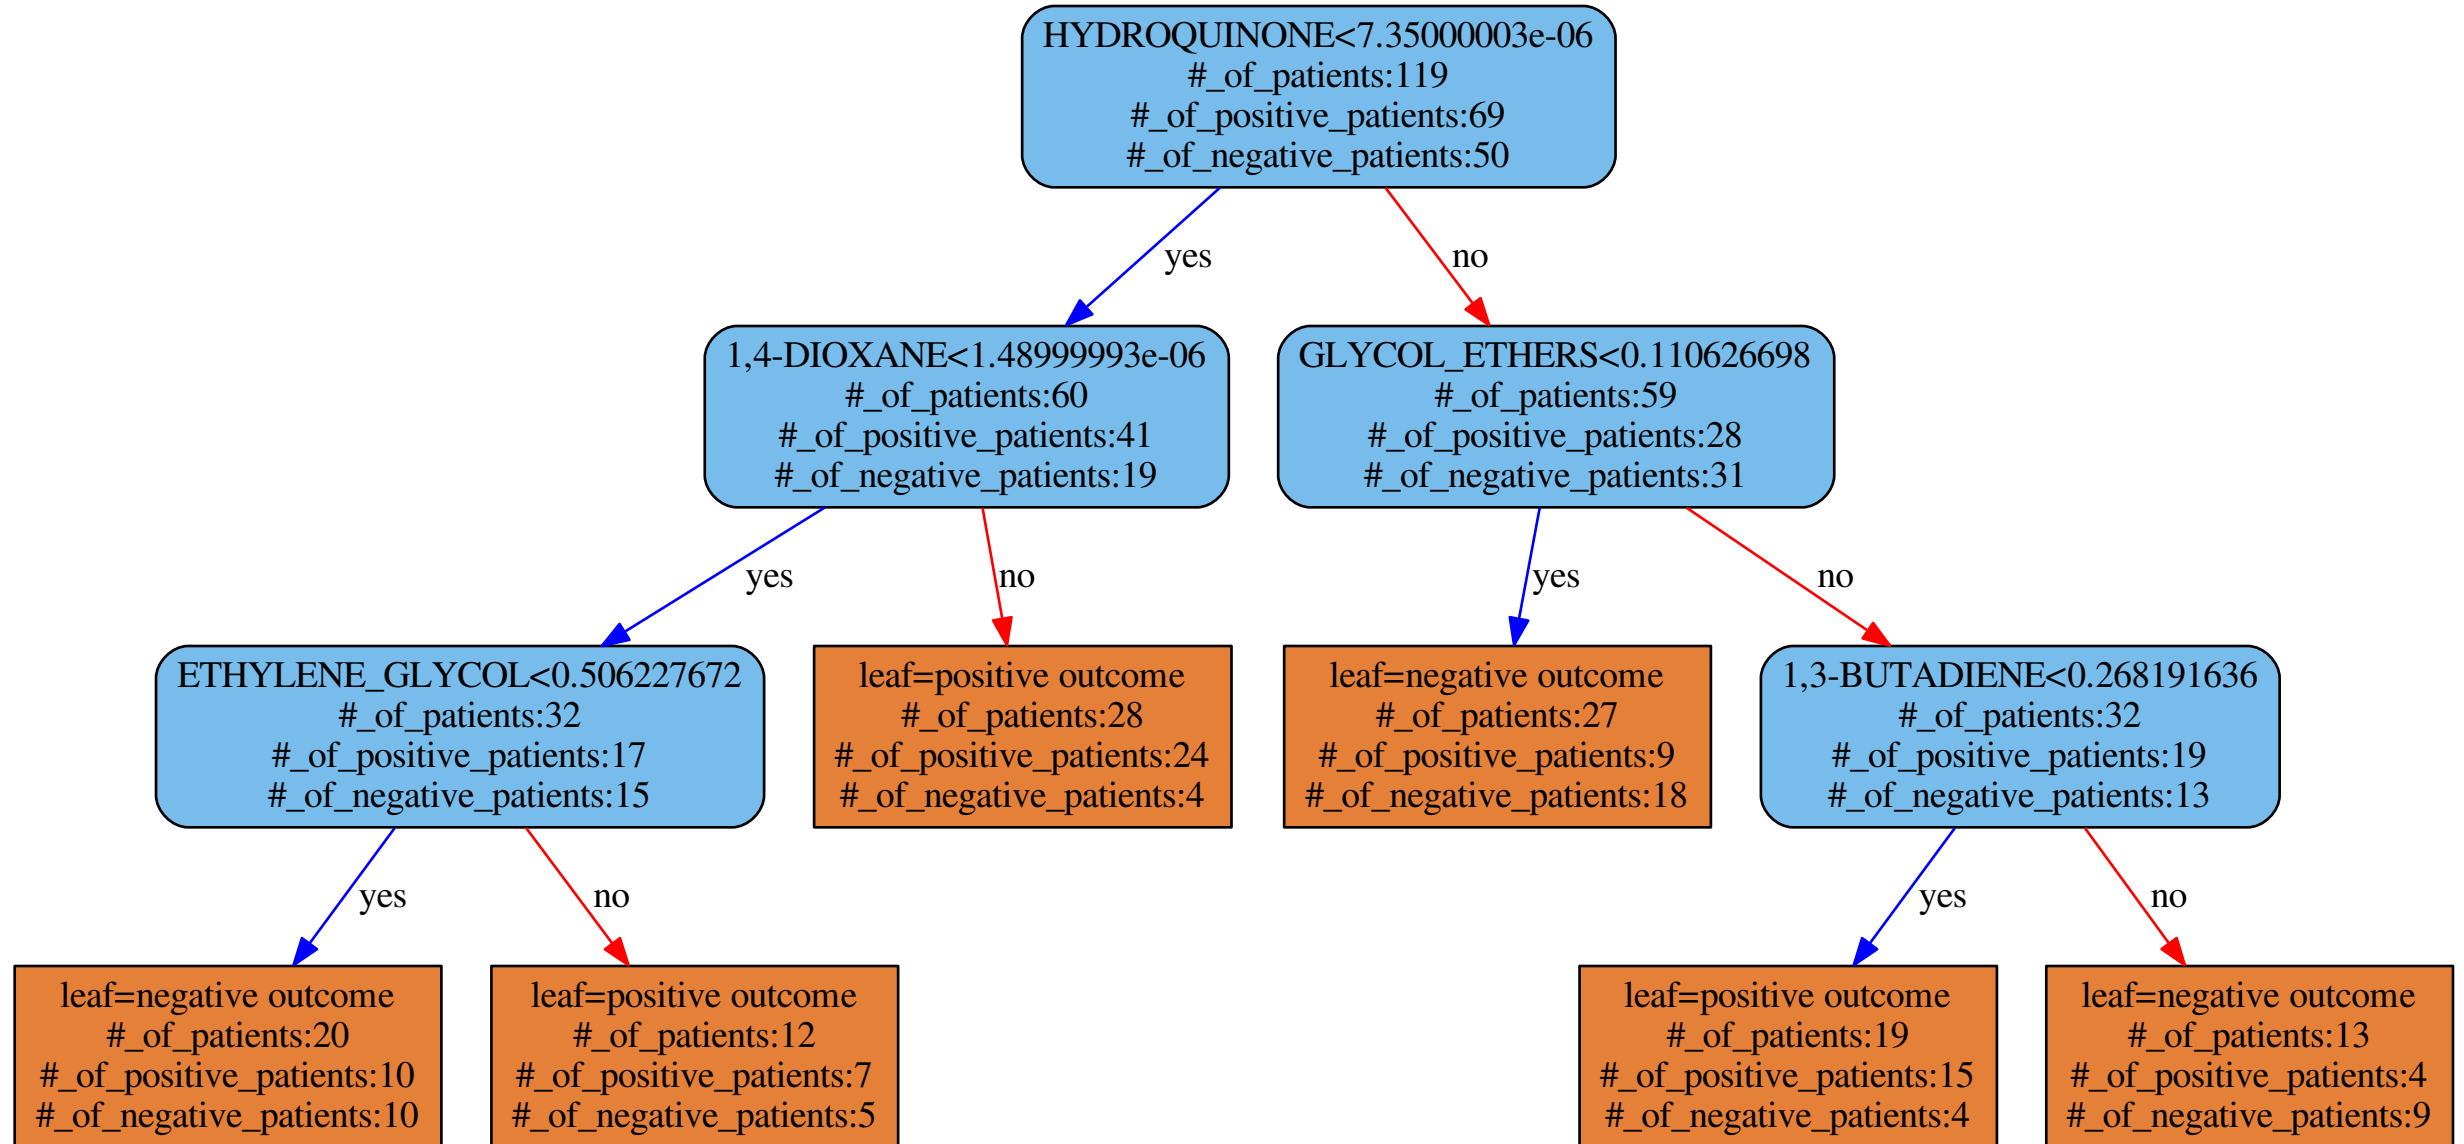 HYDROQUINONE<7.35000003e-06
#_of_patients:119
#_of_positive_patients:69
#_of_negative_patients:50
yes
no
1,4-DIOXANE<1.48999993e-06
#_of_patients:60
#_of_positive_patients:41
#_of_negative_patients:19
GLYCOL_ETHERS<0.110626698
#_of_patients:59
#_of_positive_patients:28
#_of_negative_patients:31
yes
no
yes
no
ETHYLENE_GLYCOL<0.506227672
#_of_patients:32
#_of_positive_patients:17
#_of_negative_patients:15
leaf=positive outcome
#_of_patients:28
#_of_positive_patients:24
#_of_negative_patients:4
leaf=negative outcome
#_of_patients:27
#_of_positive_patients:9
#_of_negative_patients:18
1,3-BUTADIENE<0.268191636
#_of_patients:32
#_of_positive_patients:19
#_of_negative_patients:13
yes
no
yes
no
leaf=negative outcome
#_of_patients:20
#_of_positive_patients:10
#_of_negative_patients:10
leaf=positive outcome
#_of_patients:12
#_of_positive_patients:7
#_of_negative_patients:5
leaf=positive outcome
#_of_patients:19
#_of_positive_patients:15
#_of_negative_patients:4
leaf=negative outcome
#_of_patients:13
#_of_positive_patients:4
#_of_negative_patients:9